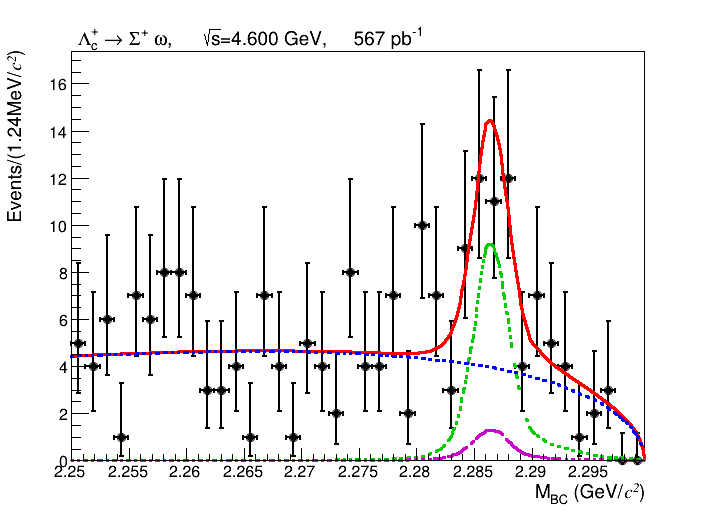 Λc+ → Σ+ ω, √s=4.600 GeV, 567 pb-1
Events/(1.24MeV/c2)
16
14
12
10
8
6
4
2
0
2.25 2.255 2.26 2.265 2.27 2.275 2.28 2.285 2.29 2.295
MBC (GeV/c2)